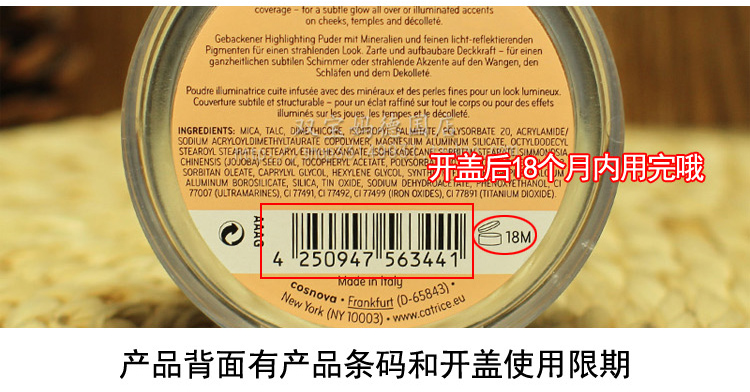 coverage – for a subtle glow all over or illuminated accents
on cheeks, temples and décolleté.
Gebackener Highlighting Puder mit Mineralien und feinen licht-reflektierenden
Pigmenten für einen strahlenden Look. Zarte und aufbaubare Deckkraft – für einen
ganzheitlichen subtilen Schimmer oder strahlende Akzente auf den Wangen, den
Schläfen und dem Dekolleté.
Poudre illuminatrice cuite infusée avec des minéraux et des perles fines pour un look lumineux.
Couverture subtile et structurable – pour un éclat raffiné sur tout le corps ou pour des effets
illuminés sur les joues, les tempes et le décolleté.
INGREDIENTS: MICA, TALC, DIMETHICONE, PALMITATE, POLYSORBATE 20, ACRYLAMIDE/
SODIUM ACRYLOYLDIMETHYLTAURATE COPOLYMER, MAGNESIUM ALUMINUM SILICATE, OCTYLDODECYL
STEAROYL STEARATE, CETEARYL ETHYLHEXANOATE, ISOHEXADECANE, SIMMONDSIA
CHINENSIS (JOJOBA) SEED OIL, TOCOPHERYL ACETATE,
SORBITAN OLEATE, CAPRYLYL GLYCOL, HEXYLENE GLYCOL,
ALUMINUM BOROSILICATE, SILICA, TIN OXIDE, SODIUM DEHYDROACETATE, PHENOXYETHANOL, CI
77007 (ULTRAMARINES), CI 77491, CI 77492, CI 77499 (IRON OXIDES), CI 77891 (TITANIUM DIOXIDE).
开盖后18个月内用完哦
AAAG
18M
4 250947 563441
Made in Italy
cosnova · Frankfurt (D-65843) ·
New York (NY 10003) · www.catrice.eu
产品背面有产品条码和开盖使用限期